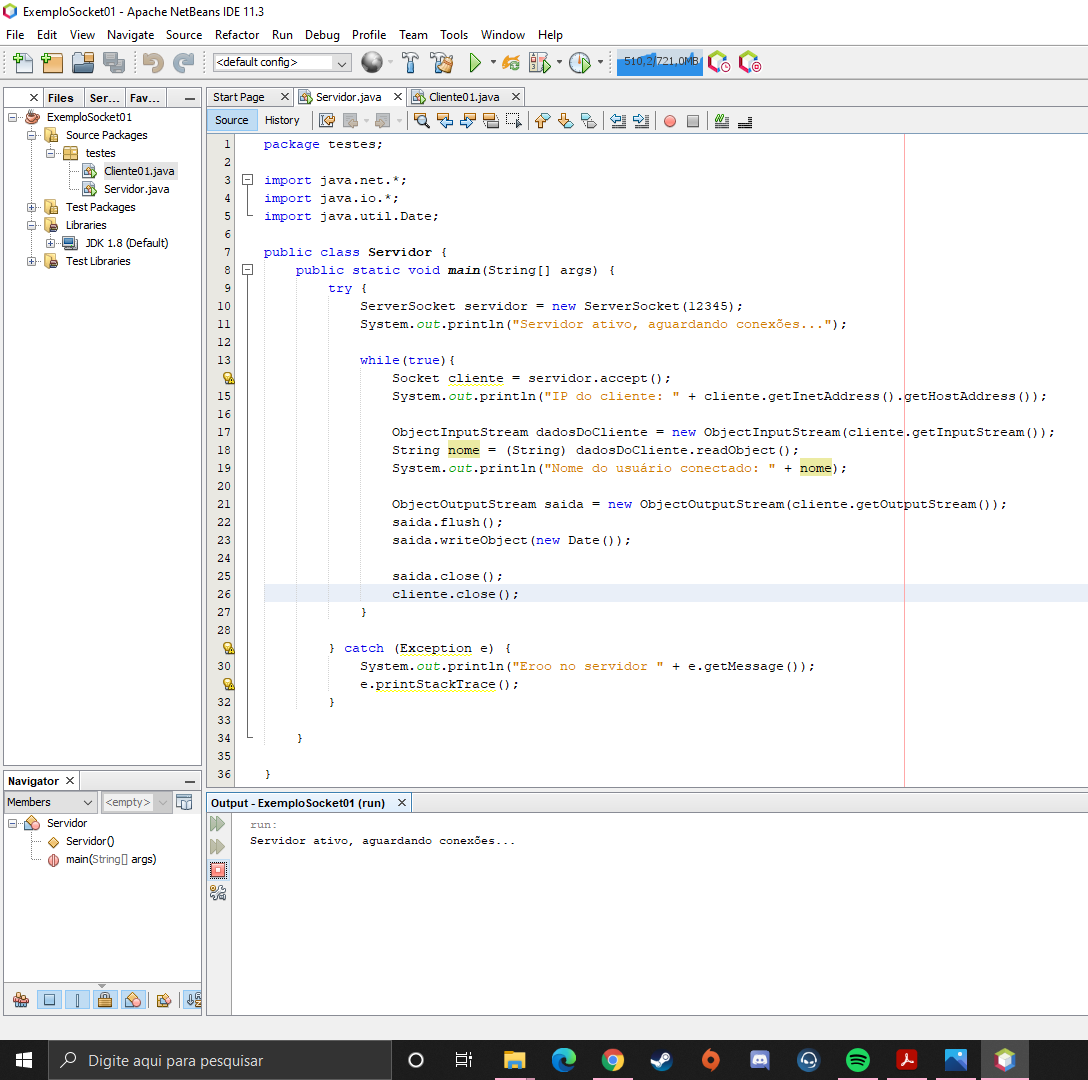 ExemploSocket01 - Apache NetBeans IDE 11.3
File Edit View Navigate Source Refactor Run Debug Profile Team Tools Window Help
<default config>
510,2/721,0MB
Files Ser... Fav...
ExemploSocket01
Source Packages
testes
Cliente01.java
Servidor.java
Test Packages
Libraries
JDK 1.8 (Default)
Test Libraries
Start Page Servidor.java Cliente01.java
Source History
1 package testes;
2
3 import java.net.*;
4 import java.io.*;
5 import java.util.Date;
6
7 public class Servidor {
8 public static void main(String[] args) {
9 try {
10 ServerSocket servidor = new ServerSocket(12345);
11 System.out.println("Servidor ativo, aguardando conexões...");
12
13 while(true){
Socket cliente = servidor.accept();
15 System.out.println("IP do cliente: " + cliente.getInetAddress().getHostAddress());
16
17 ObjectInputStream dadosDoCliente = new ObjectInputStream(cliente.getInputStream());
18 String nome = (String) dadosDoCliente.readObject();
19 System.out.println("Nome do usuário conectado: " + nome);
20
21 ObjectOutputStream saida = new ObjectOutputStream(cliente.getOutputStream());
22 saida.flush();
23 saida.writeObject(new Date());
24
25 saida.close();
26 cliente.close();
27 }
28
} catch (Exception e) {
30 System.out.println("Eroo no servidor " + e.getMessage());
e.printStackTrace();
32 }
33
34 }
35
36 }
Navigator
Members <empty>
Servidor
Servidor()
main(String[] args)
Output - ExemploSocket01 (run)
run:
Servidor ativo, aguardando conexões...
Digite aqui para pesquisar